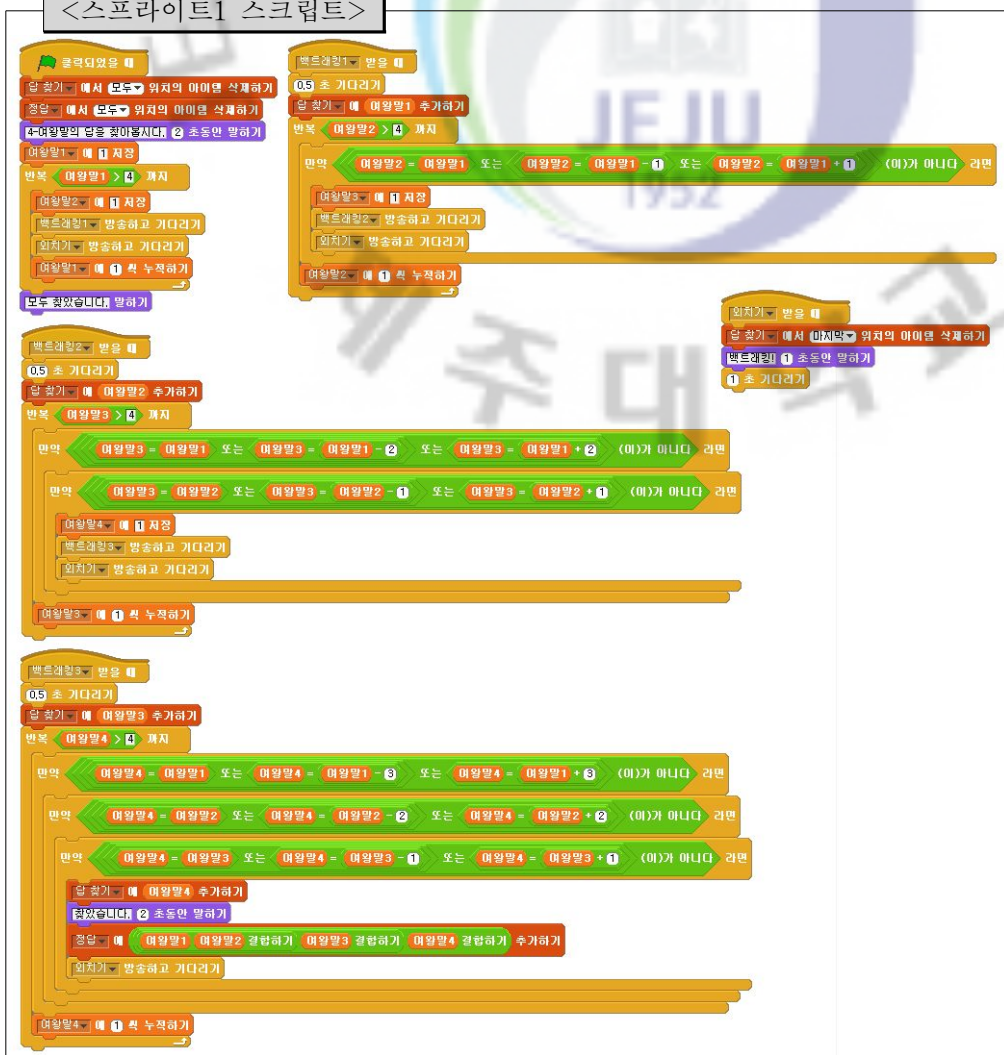 <스프라이트1 스크립트>
클릭되었을 때
답 찾기 에서 모두 위치의 아이템 삭제하기
정답 에서 모두 위치의 아이템 삭제하기
4-여왕말의 답을 찾아봅시다. 2 초동안 말하기
여왕말1 에 1 저장
반복 여왕말1 > 4 까지
여왕말2 에 1 저장
백트래킹1 방송하고 기다리기
외치기 방송하고 기다리기
여왕말1 에 1 씩 누적하기
모두 찾았습니다. 말하기
백트래킹1 받을 때
0.5 초 기다리기
답 찾기 에 여왕말1 추가하기
반복 여왕말2 > 4 까지
만약 여왕말2 = 여왕말1 또는 여왕말2 = 여왕말1 - 1 또는 여왕말2 = 여왕말1 + 1 (이)가 아니다 라면
여왕말3 에 1 저장
백트래킹2 방송하고 기다리기
외치기 방송하고 기다리기
여왕말2 에 1 씩 누적하기
외치기 받을 때
답 찾기 에서 마지막 위치의 아이템 삭제하기
백트래킹! 1 초동안 말하기
1 초 기다리기
백트래킹2 받을 때
0.5 초 기다리기
답 찾기 에 여왕말2 추가하기
반복 여왕말3 > 4 까지
만약 여왕말3 = 여왕말1 또는 여왕말3 = 여왕말1 - 2 또는 여왕말3 = 여왕말1 + 2 (이)가 아니다 라면
만약 여왕말3 = 여왕말2 또는 여왕말3 = 여왕말2 - 1 또는 여왕말3 = 여왕말2 + 1 (이)가 아니다 라면
여왕말4 에 1 저장
백트래킹3 방송하고 기다리기
외치기 방송하고 기다리기
여왕말3 에 1 씩 누적하기
백트래킹3 받을 때
0.5 초 기다리기
답 찾기 에 여왕말3 추가하기
반복 여왕말4 > 4 까지
만약 여왕말4 = 여왕말1 또는 여왕말4 = 여왕말1 - 3 또는 여왕말4 = 여왕말1 + 3 (이)가 아니다 라면
만약 여왕말4 = 여왕말2 또는 여왕말4 = 여왕말2 - 2 또는 여왕말4 = 여왕말2 + 2 (이)가 아니다 라면
만약 여왕말4 = 여왕말3 또는 여왕말4 = 여왕말3 - 1 또는 여왕말4 = 여왕말3 + 1 (이)가 아니다 라면
답 찾기 에 여왕말4 추가하기
찾았습니다. 2 초동안 말하기
정답 에 여왕말1 여왕말2 결합하기 여왕말3 결합하기 여왕말4 결합하기 추가하기
외치기 방송하고 기다리기
여왕말4 에 1 씩 누적하기
JEJU
1952
제주대학교